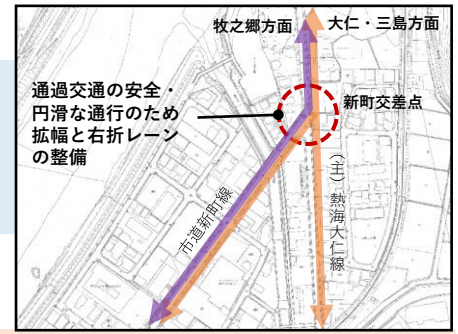 牧之郷方面
大仁・三島方面
通過交通の安全・
円滑な通行のため
拡幅と右折レーン
の整備
新町交差点
市道新町線
（主）熱海大仁線